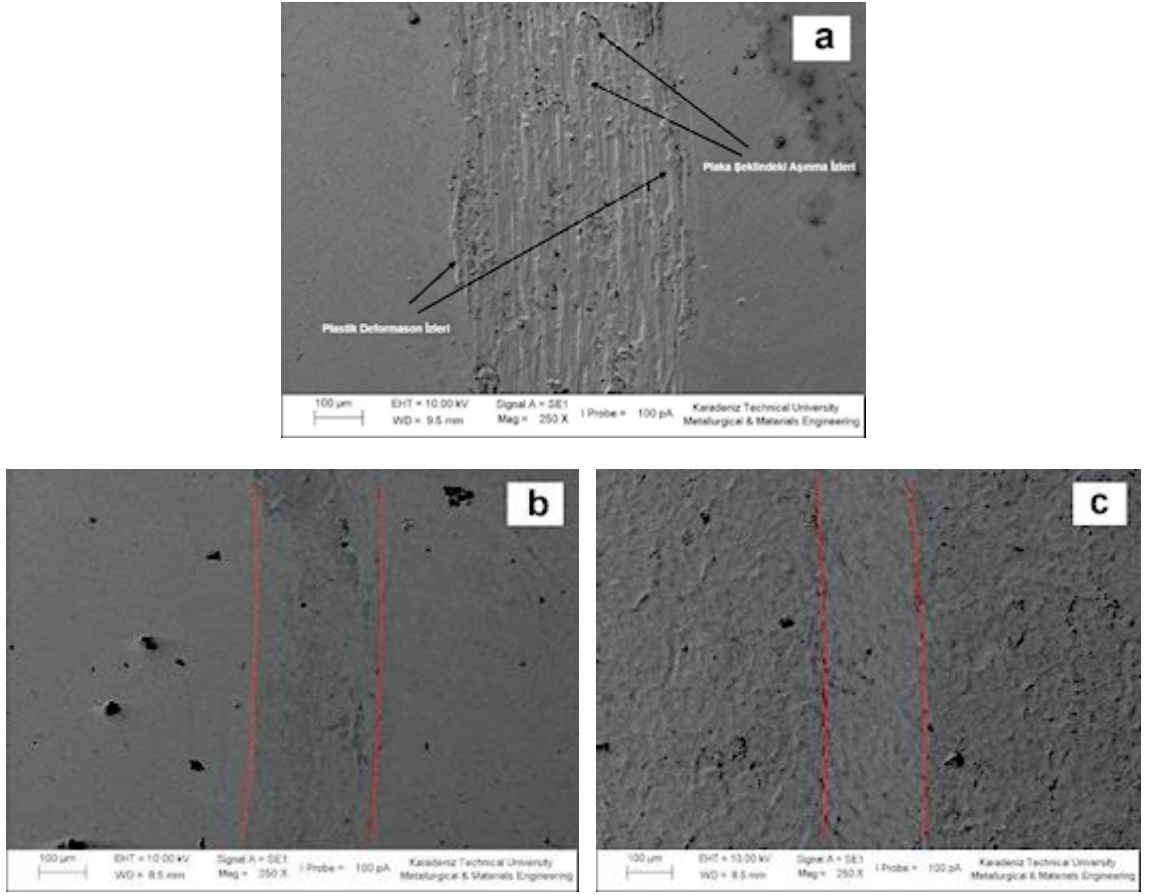 a
Plaka Şeklindeki Aşınma İzleri
Plastik Deformason İzleri
100 µm
EHT = 10.00 kV
Signal A = SE1
I Probe = 100 pA
Karadeniz Technical University
WD = 9.5 mm
Mag = 250 X
Metallurgical & Materials Engineering
b
100 µm
EHT = 10.00 kV
Signal A = SE1
I Probe = 100 pA
Karadeniz Technical University
WD = 8.5 mm
Mag = 250 X
Metallurgical & Materials Engineering
c
100 µm
EHT = 10.00 kV
Signal A = SE1
I Probe = 100 pA
Karadeniz Technical University
WD = 8.5 mm
Mag = 250 X
Metallurgical & Materials Engineering